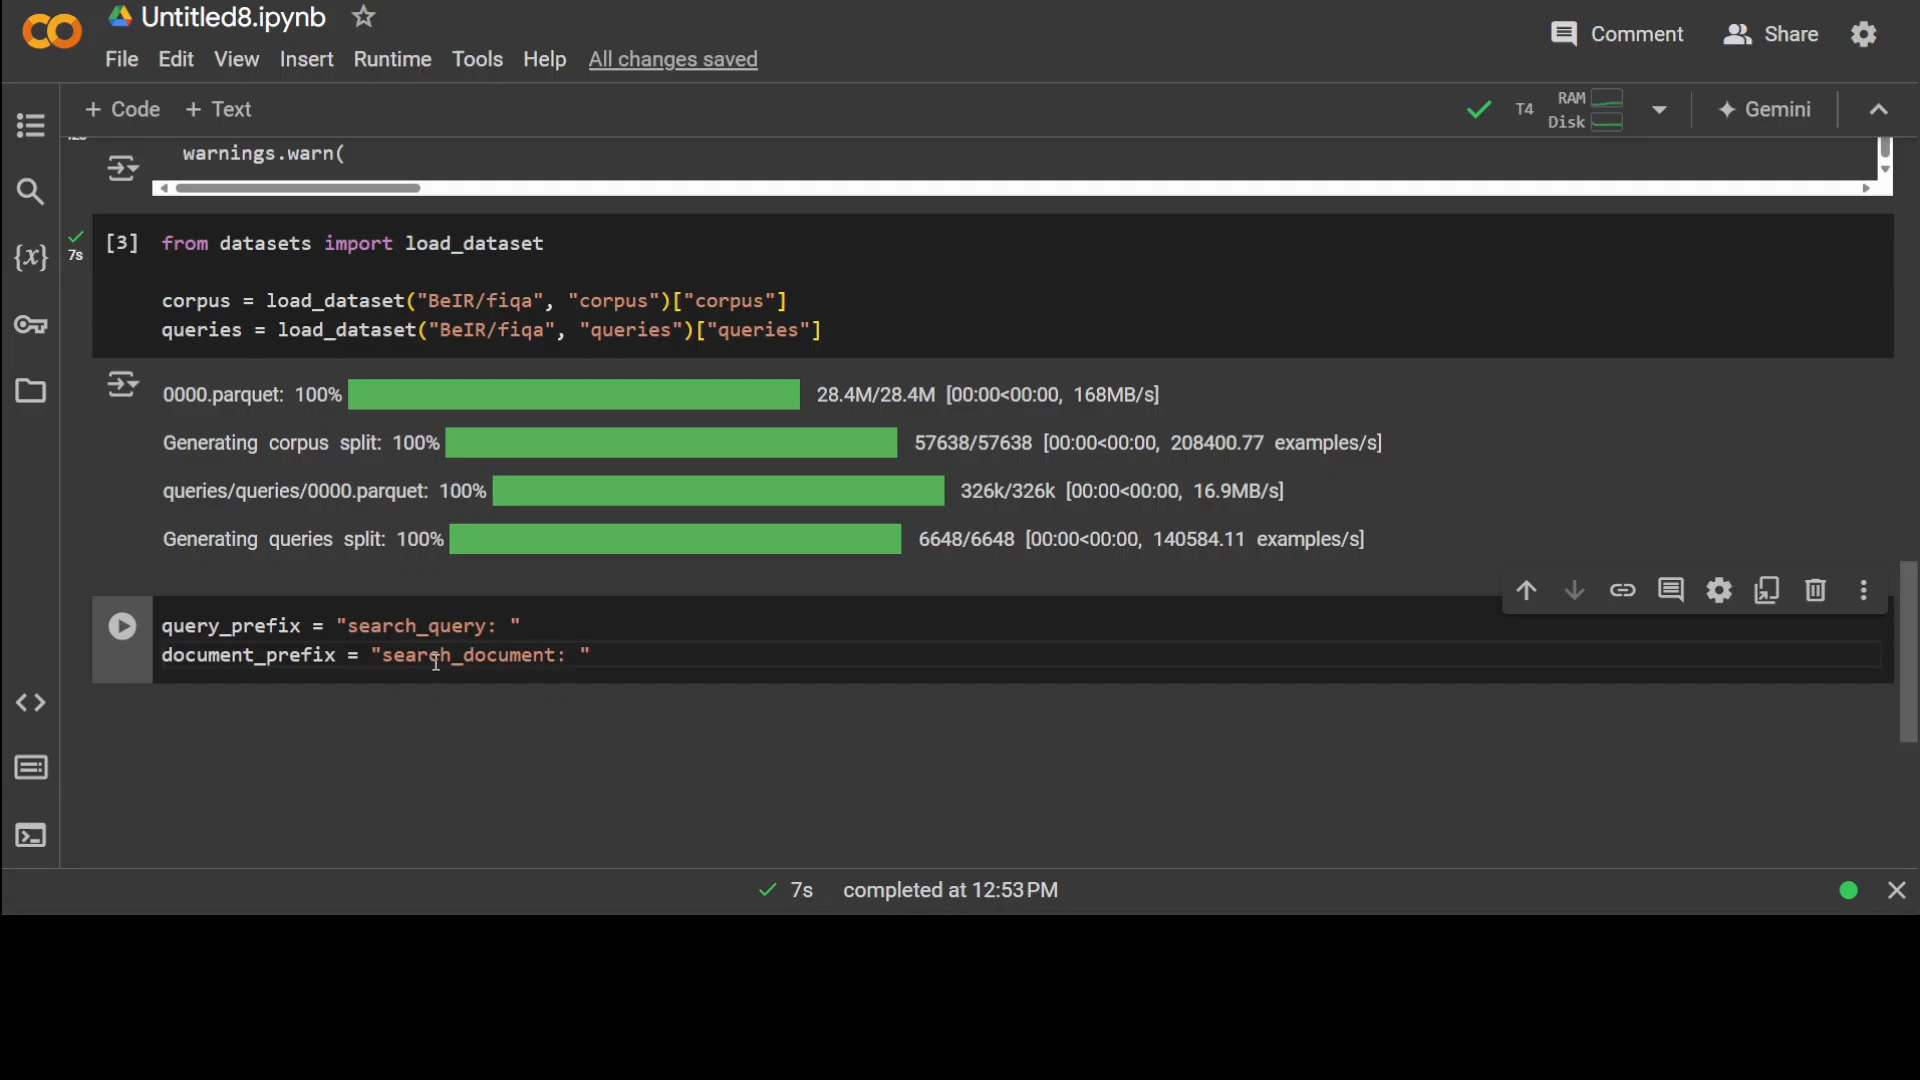 Untitled8.ipynb
Comment Share
File Edit View Insert Runtime Tools Help All changes saved
+ Code + Text
T4 RAM Disk Gemini
warnings.warn(
7s [3] from datasets import load_dataset
corpus = load_dataset("BeIR/fiqa", "corpus")["corpus"]
queries = load_dataset("BeIR/fiqa", "queries")["queries"]
0000.parquet: 100% 28.4M/28.4M [00:00<00:00, 168MB/s]
Generating corpus split: 100% 57638/57638 [00:00<00:00, 208400.77 examples/s]
queries/queries/0000.parquet: 100% 326k/326k [00:00<00:00, 16.9MB/s]
Generating queries split: 100% 6648/6648 [00:00<00:00, 140584.11 examples/s]
query_prefix = "search_query: "
document_prefix = "search_document: "
7s completed at 12:53 PM